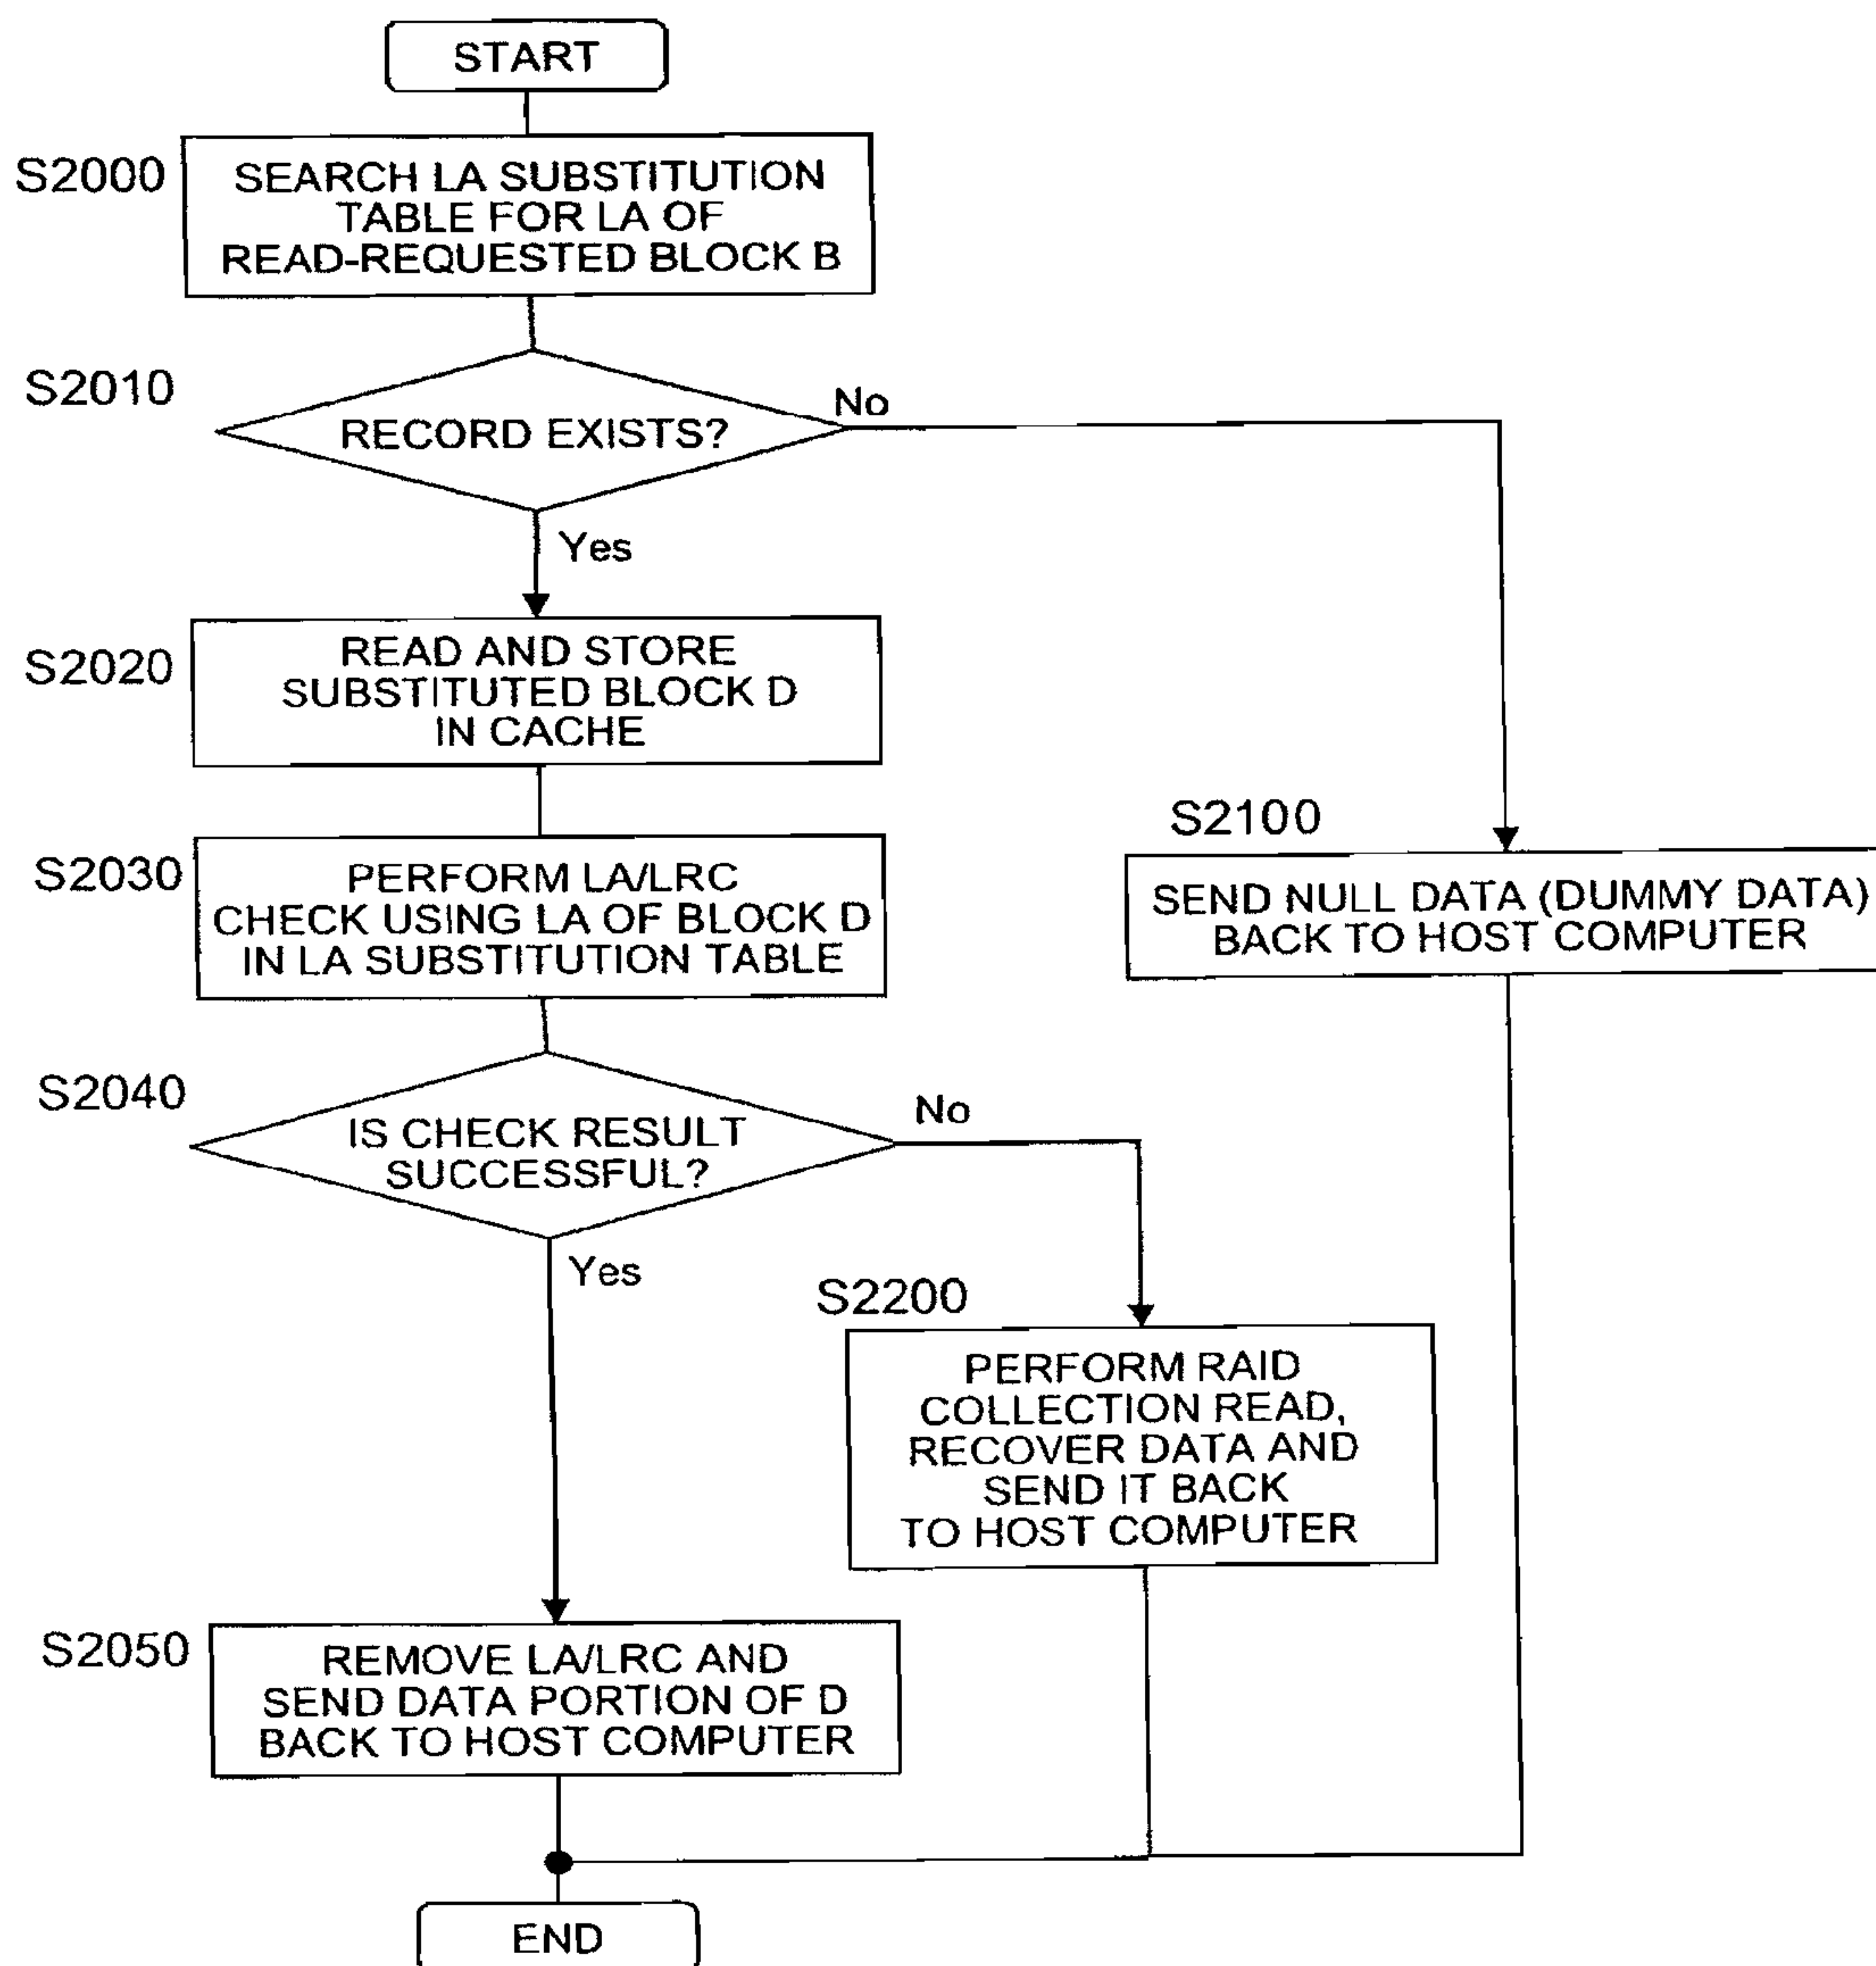 START
S2000
SEARCH LA SUBSTITUTION
TABLE FOR LA OF
READ-REQUESTED BLOCK B
S2010
RECORD EXISTS?
No
Yes
S2020
READ AND STORE
SUBSTITUTED BLOCK D
IN CACHE
S2030
PERFORM LA/LRC
CHECK USING LA OF BLOCK D
IN LA SUBSTITUTION TABLE
S2100
SEND NULL DATA (DUMMY DATA)
BACK TO HOST COMPUTER
S2040
IS CHECK RESULT
SUCCESSFUL?
No
Yes
S2200
PERFORM RAID
COLLECTION READ,
RECOVER DATA AND
SEND IT BACK
TO HOST COMPUTER
S2050
REMOVE LA/LRC AND
SEND DATA PORTION OF D
BACK TO HOST COMPUTER
END